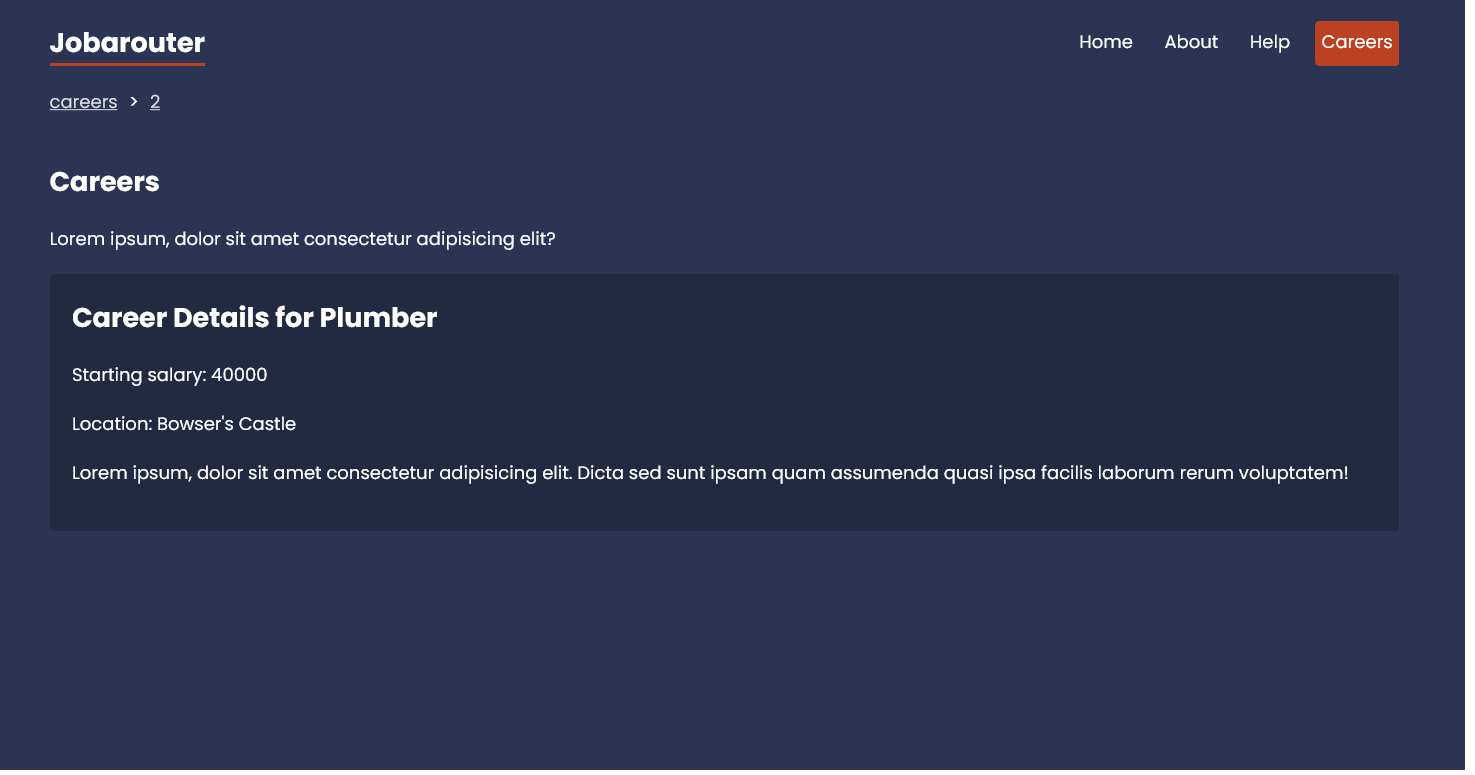 Jobarouter
Home About Help Careers
careers > 2
Careers
Lorem ipsum, dolor sit amet consectetur adipisicing elit?
Career Details for Plumber
Starting salary: 40000
Location: Bowser's Castle
Lorem ipsum, dolor sit amet consectetur adipisicing elit. Dicta sed sunt ipsam quam assumenda quasi ipsa facilis laborum rerum voluptatem!